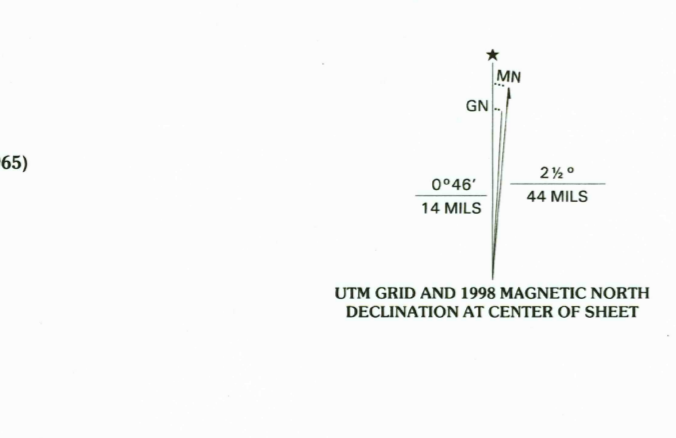 MN
GN
65)
0°46'
14 MILS
2½°
44 MILS
UTM GRID AND 1998 MAGNETIC NORTH
DECLINATION AT CENTER OF SHEET